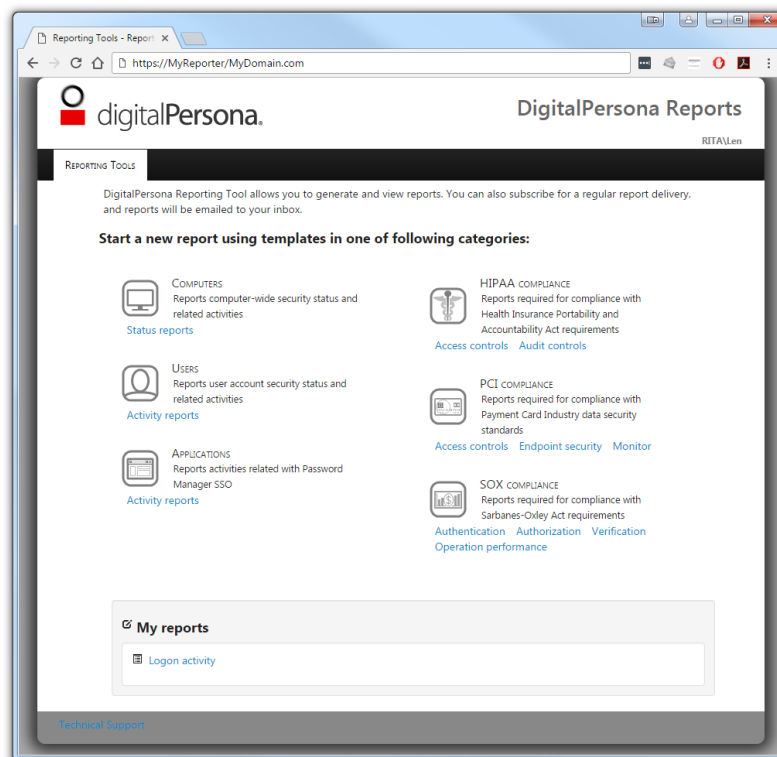 Reporting Tools - Report
https://MyReporter/MyDomain.com
digitalPersona.
DigitalPersona Reports
RITA\Len
Reporting Tools
DigitalPersona Reporting Tool allows you to generate and view reports. You can also subscribe for a regular report delivery,
and reports will be emailed to your inbox.
Start a new report using templates in one of following categories:
Computers
Reports computer-wide security status and
related activities
Status reports
Users
Reports user account security status and
related activities
Activity reports
Applications
Reports activities related with Password
Manager SSO
Activity reports
HIPAA compliance
Reports required for compliance with
Health Insurance Portability and
Accountability Act requirements
Access controls Audit controls
PCI compliance
Reports required for compliance with
Payment Card Industry data security
standards
Access controls Endpoint security Monitor
SOX compliance
Reports required for compliance with
Sarbanes-Oxley Act requirements
Authentication Authorization Verification
Operation performance
My reports
Logon activity
Technical Support